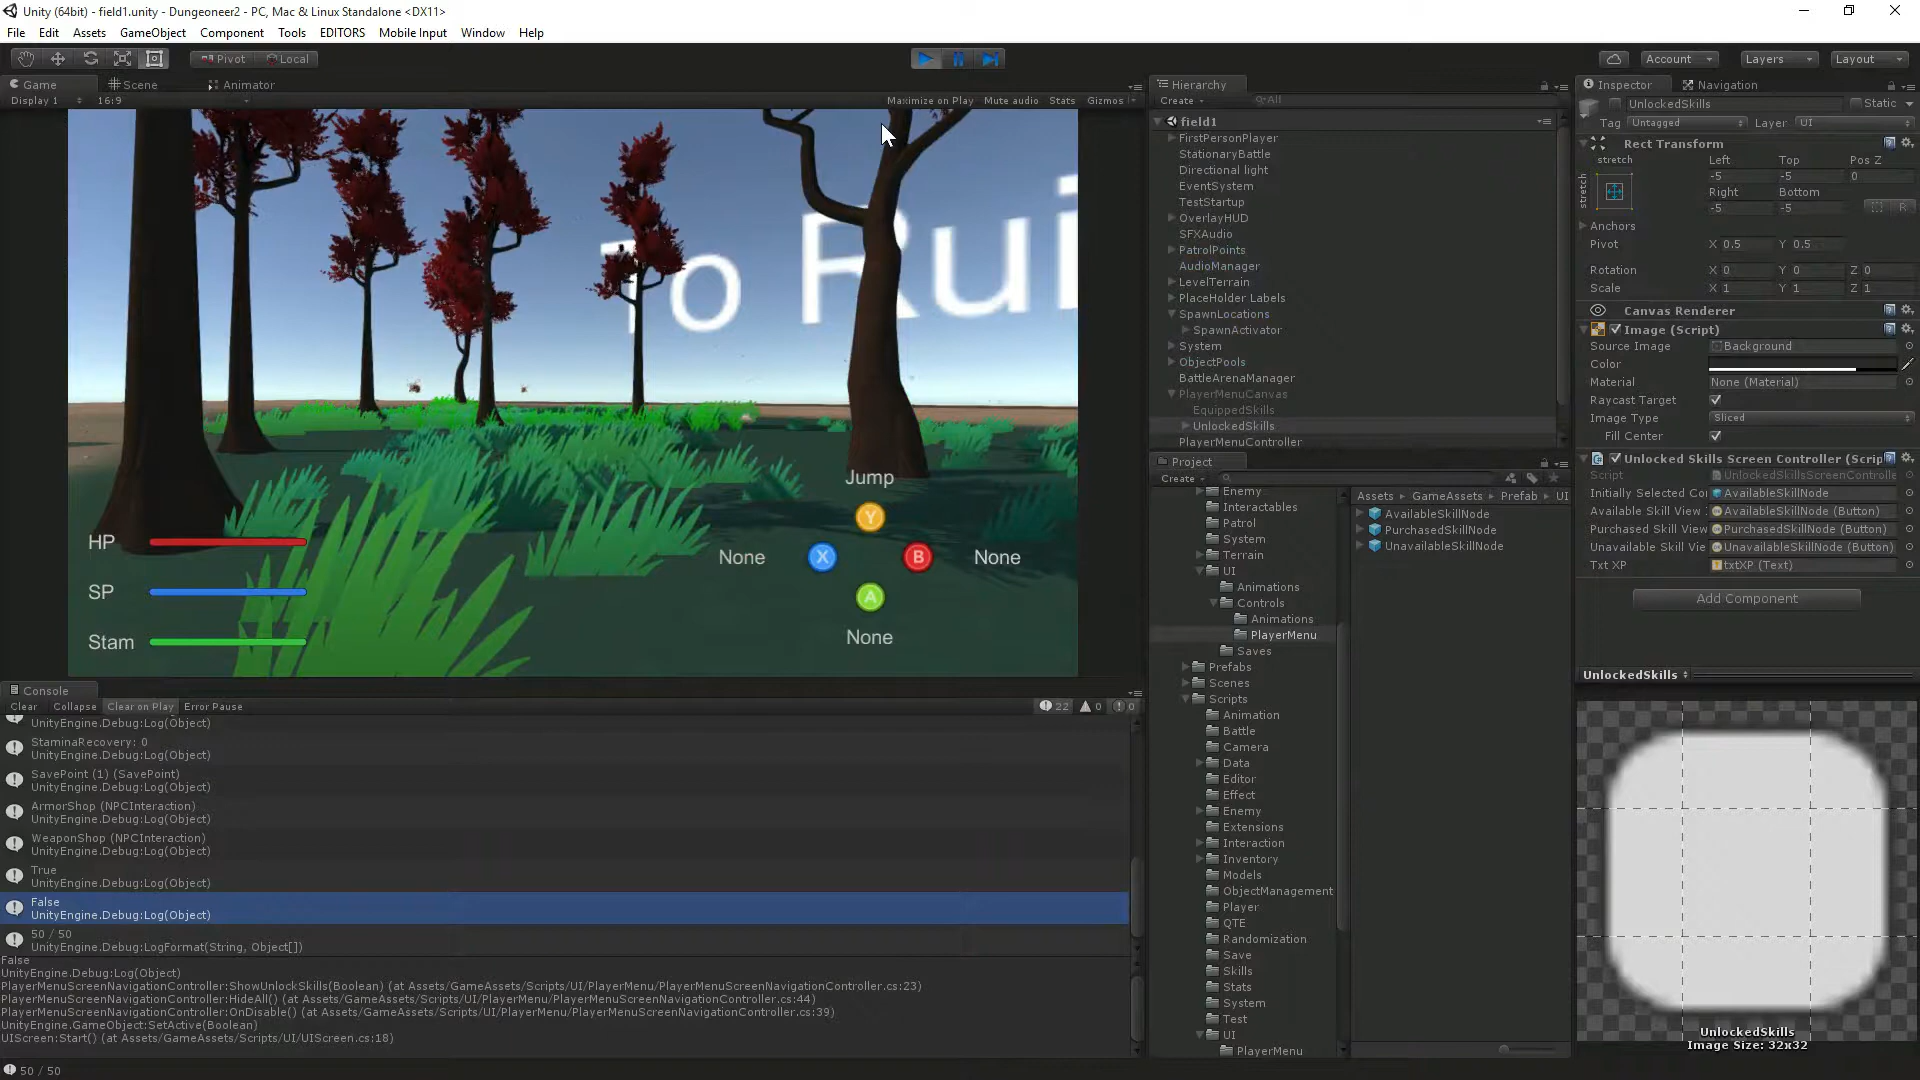 Unity (64bit) - field1.unity - Dungeoneer2 - PC, Mac & Linux Standalone <DX11>
File Edit Assets GameObject Component Tools EDITORS Mobile Input Window Help
Pivot Local Account Layers Layout
Game Scene Animator
Display 1 16:9 Maximize on Play Mute audio Stats Gizmos
To Rui
Jump
Y
None X B None
A
None
HP
SP
Stam
Hierarchy
Create All
field1
FirstPersonPlayer
StationaryBattle
Directional light
EventSystem
TestStartup
OverlayHUD
SFXAudio
PatrolPoints
AudioManager
LevelTerrain
PlaceHolder Labels
SpawnLocations
SpawnActivator
System
ObjectPools
BattleArenaManager
PlayerMenuCanvas
EquippedSkills
UnlockedSkills
PlayerMenuController
Project
Create
Enemy
Interactables
Patrol
System
Terrain
UI
Animations
Controls
Animations
PlayerMenu
Saves
Prefabs
Scenes
Scripts
Animation
Battle
Camera
Data
Editor
Effect
Enemy
Extensions
Interaction
Inventory
Models
ObjectManagement
Player
QTE
Randomization
Save
Skills
Stats
System
Test
UI
PlayerMenu
Assets GameAssets Prefab UI
AvailableSkillNode
PurchasedSkillNode
UnavailableSkillNode
Inspector Navigation
UnlockedSkills Static
Tag Untagged Layer UI
Rect Transform
stretch Left Top Pos Z
stretch -5 -5 0
Right Bottom
-5 -5 R
Anchors
Pivot X 0.5 Y 0.5
Rotation X 0 Y 0 Z 0
Scale X 1 Y 1 Z 1
Canvas Renderer
Image (Script)
Source Image Background
Color
Material None (Material)
Raycast Target
Image Type Sliced
Fill Center
Unlocked Skills Screen Controller (Scrip
Script UnlockedSkillsScreenControlle
Initially Selected Co AvailableSkillNode
Available Skill View AvailableSkillNode (Button)
Purchased Skill View PurchasedSkillNode (Button)
Unavailable Skill Vie UnavailableSkillNode (Button)
Txt XP txtXP (Text)
Add Component
UnlockedSkills
UnlockedSkills
Image Size: 32x32
Console
Clear Collapse Clear on Play Error Pause 22 0 0
UnityEngine.Debug:Log(Object)
StaminaRecovery: 0
UnityEngine.Debug:Log(Object)
SavePoint (1) (SavePoint)
UnityEngine.Debug:Log(Object)
ArmorShop (NPCInteraction)
UnityEngine.Debug:Log(Object)
WeaponShop (NPCInteraction)
UnityEngine.Debug:Log(Object)
True
UnityEngine.Debug:Log(Object)
False
UnityEngine.Debug:Log(Object)
50 / 50
UnityEngine.Debug:LogFormat(String, Object[])
False
UnityEngine.Debug:Log(Object)
PlayerMenuScreenNavigationController:ShowUnlockSkills(Boolean) (at Assets/GameAssets/Scripts/UI/PlayerMenu/PlayerMenuScreenNavigationController.cs:23)
PlayerMenuScreenNavigationController:HideAll() (at Assets/GameAssets/Scripts/UI/PlayerMenu/PlayerMenuScreenNavigationController.cs:44)
PlayerMenuScreenNavigationController:OnDisable() (at Assets/GameAssets/Scripts/UI/PlayerMenu/PlayerMenuScreenNavigationController.cs:39)
UnityEngine.GameObject:SetActive(Boolean)
UIScreen:Start() (at Assets/GameAssets/Scripts/UI/UIScreen.cs:18)
50 / 50